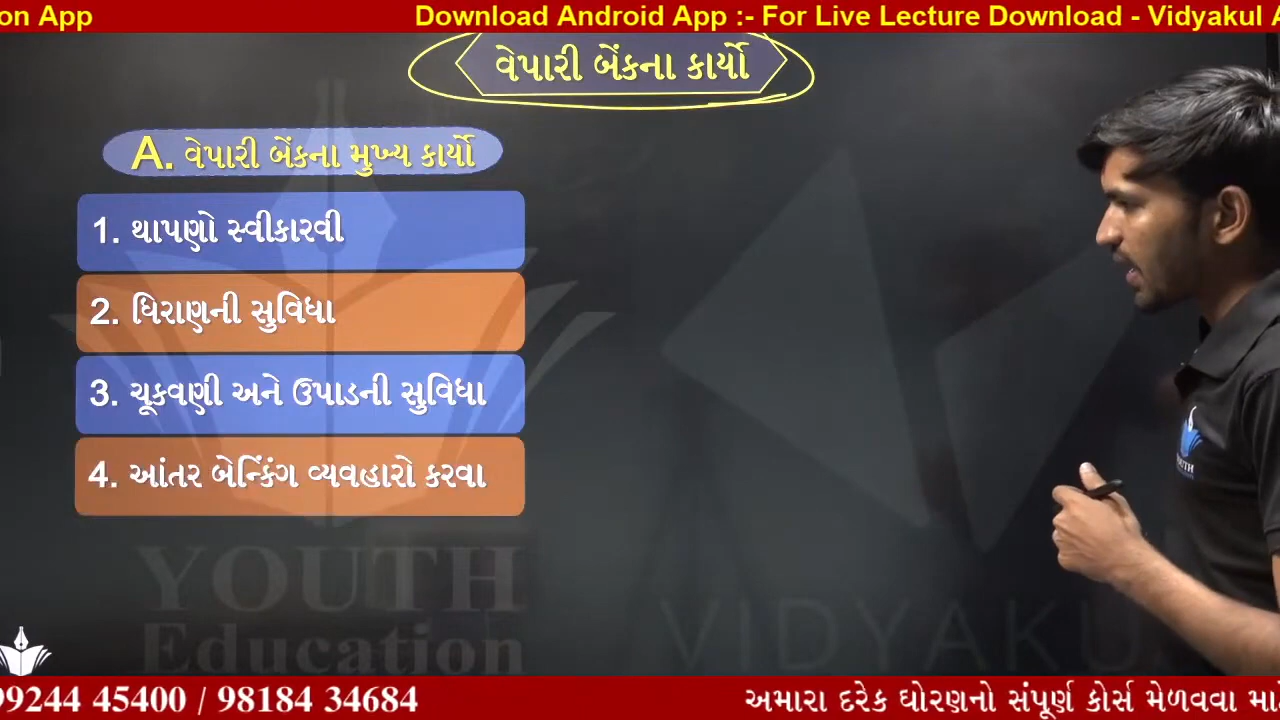 on App Download Android App :- For Live Lecture Download - Vidyakul A
વેપારી બેંકના કાર્યો
A. વેપારી બેંકના મુખ્ય કાર્યો
1. થાપણો સ્વીકારવી
2. ધિરાણની સુવિધા
3. ચૂકવણી અને ઉપાડની સુવિધા
4. આંતર બેન્કિંગ વ્યવહારો કરવા
YOUTH
Education
VIDYAKU
99244 45400 / 98184 34684 અમારા દરેક ધોરણનો સંપૂર્ણ કોર્સ મેળવવા માટે